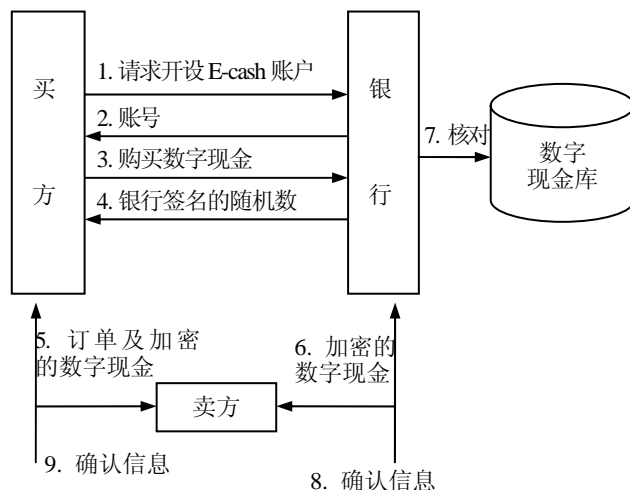 买方
1. 请求开设 E-cash 账户
2. 账号
3. 购买数字现金
4. 银行签名的随机数
银行
7. 核对
数字
现金库
5. 订单及加密
的数字现金
6. 加密的
数字现金
卖方
9. 确认信息
8. 确认信息